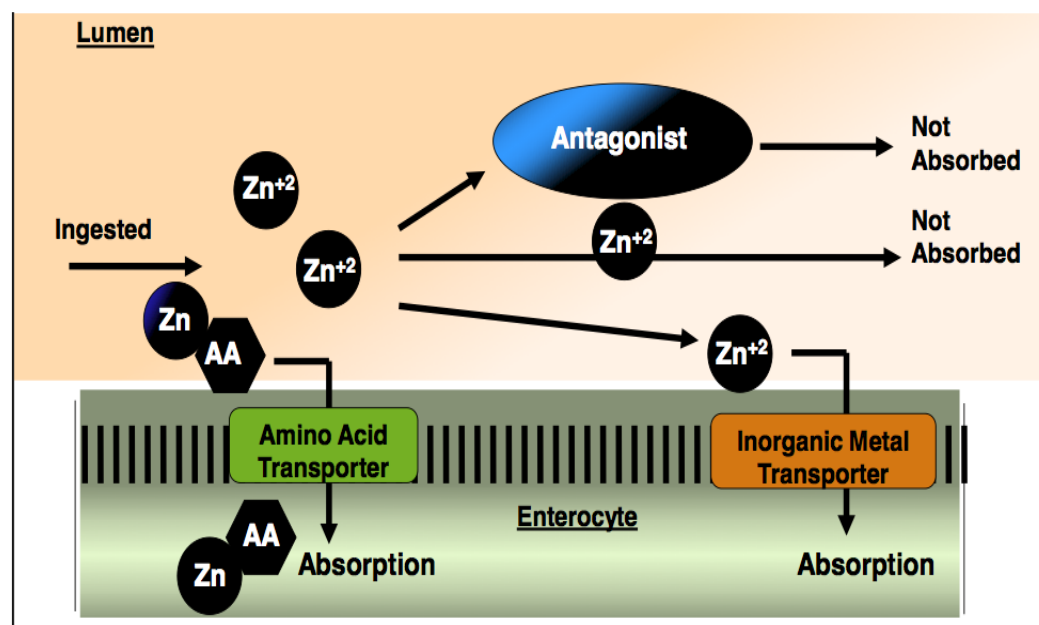 Lumen
Antagonist
Not
Absorbed
Zn+2
Ingested
Zn+2
Zn+2
Not
Absorbed
Zn
AA
Zn+2
Amino Acid
Transporter
Inorganic Metal
Transporter
Enterocyte
AA
Zn
Absorption
Absorption